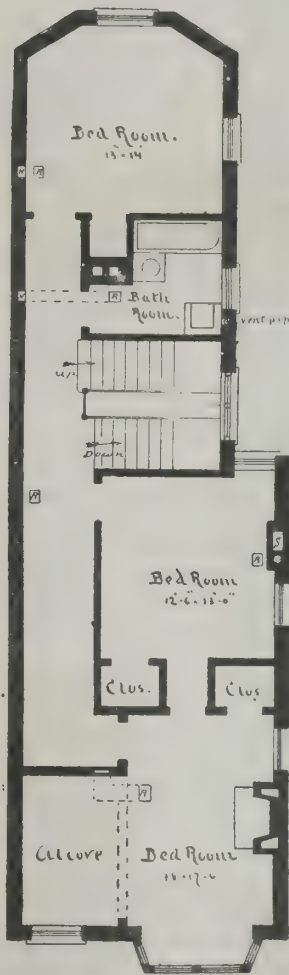 Bed Room.
13-14
R
R
Bath
Room.
vent pipe
Up
Down
R
S
R
Bed Room
12'-6" x 13'-0"
Clos.
Clos
R
Alcove
Bed Room